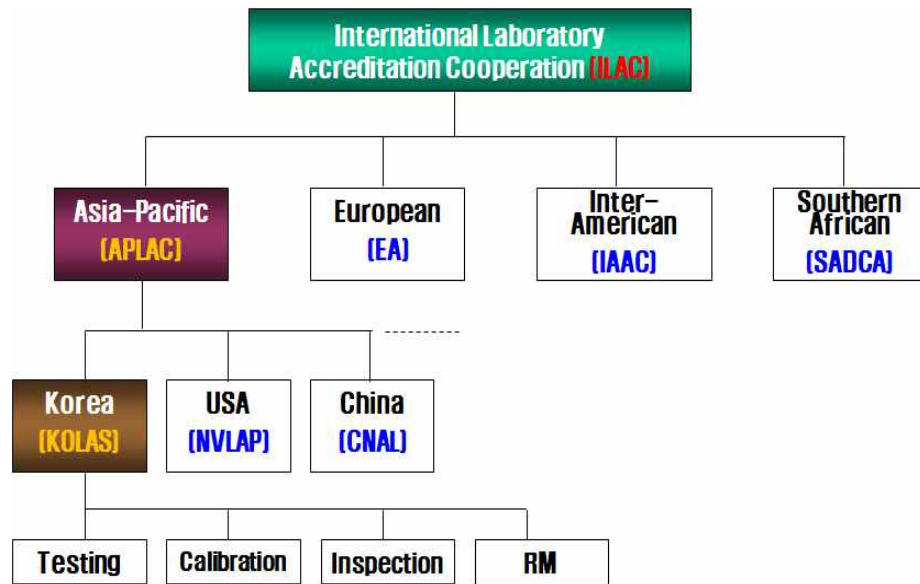 International Laboratory
Accreditation Cooperation (ILAC)
Asia-Pacific
(APLAC)
European
(EA)
Inter-
American
(IAAC)
Southern
African
(SADCA)
Korea
(KOLAS)
USA
(NVLAP)
China
(CNAL)
Testing
Calibration
Inspection
RM